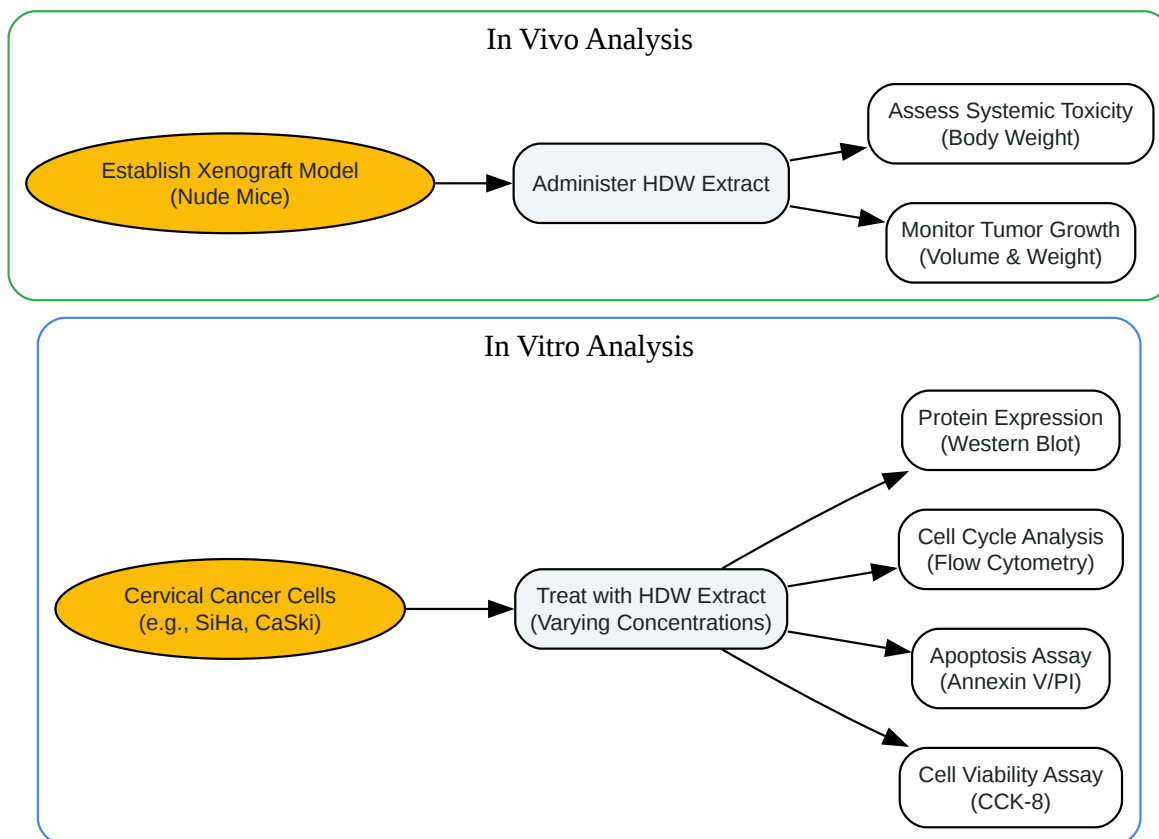 In Vivo Analysis
Establish Xenograft Model
(Nude Mice)
Administer HDW Extract
Assess Systemic Toxicity
(Body Weight)
Monitor Tumor Growth
(Volume & Weight)
In Vitro Analysis
Cervical Cancer Cells
(e.g., SiHa, CaSki)
Treat with HDW Extract
(Varying Concentrations)
Protein Expression
(Western Blot)
Cell Cycle Analysis
(Flow Cytometry)
Apoptosis Assay
(Annexin V/PI)
Cell Viability Assay
(CCK-8)